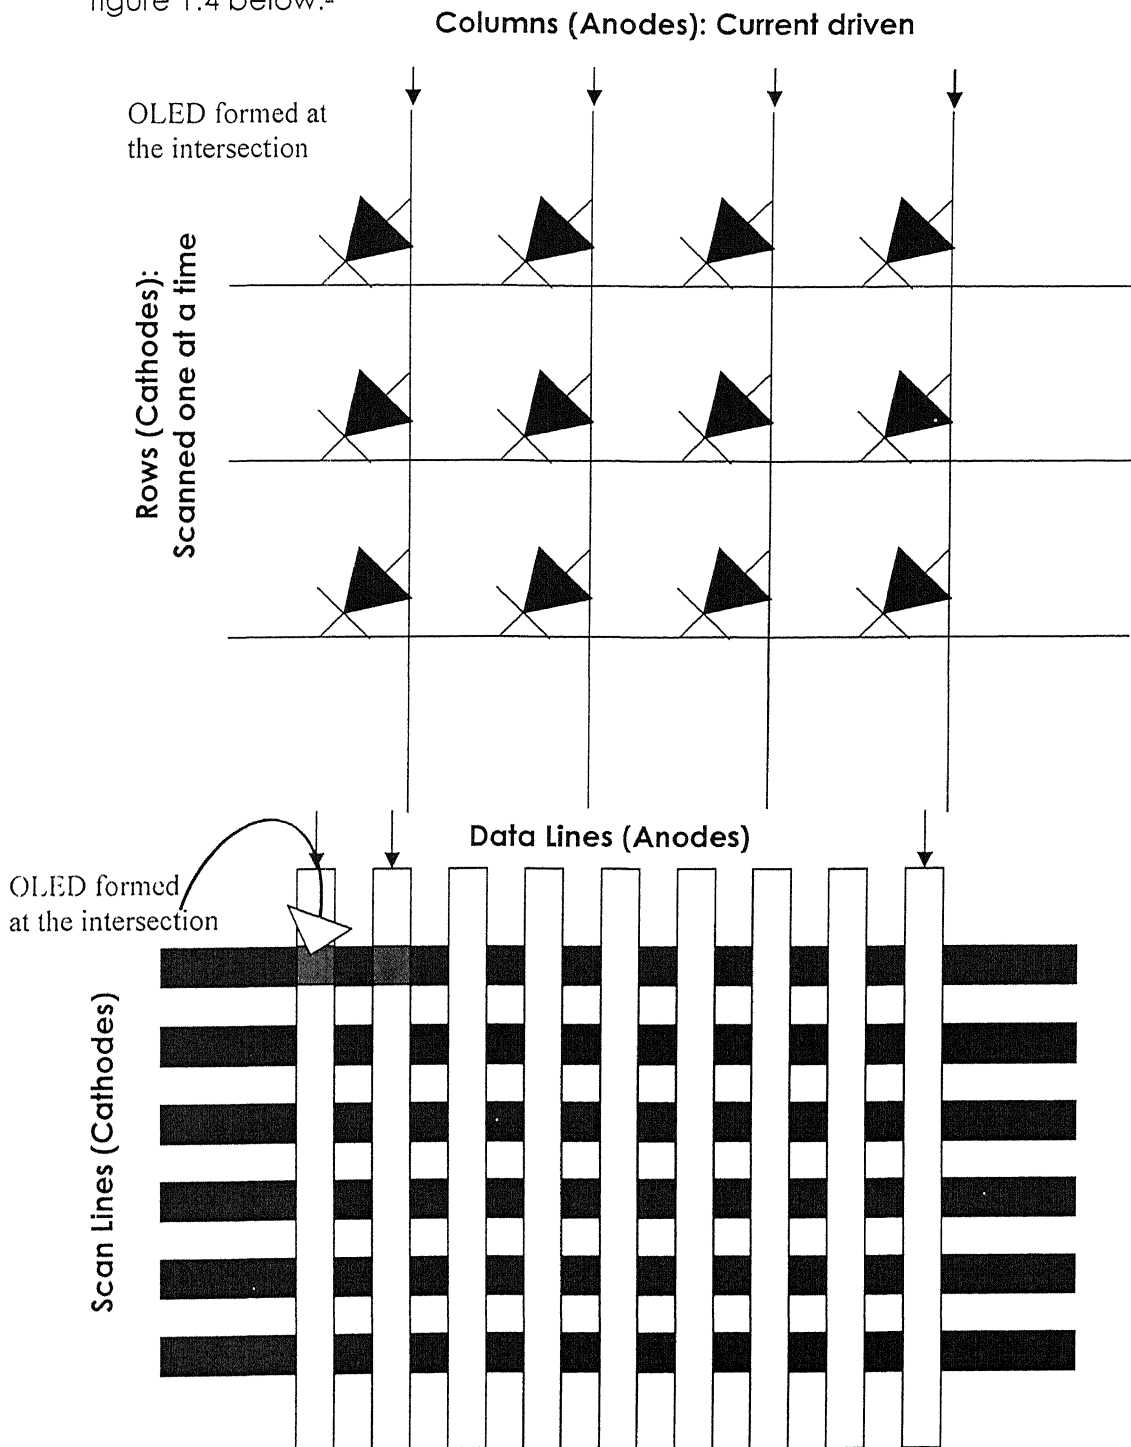 figure 1.4 below.
Columns (Anodes): Current driven
OLED formed at
the intersection
Rows (Cathodes):
Scanned one at a time
Data Lines (Anodes)
OLED formed
at the intersection
Scan Lines (Cathodes)